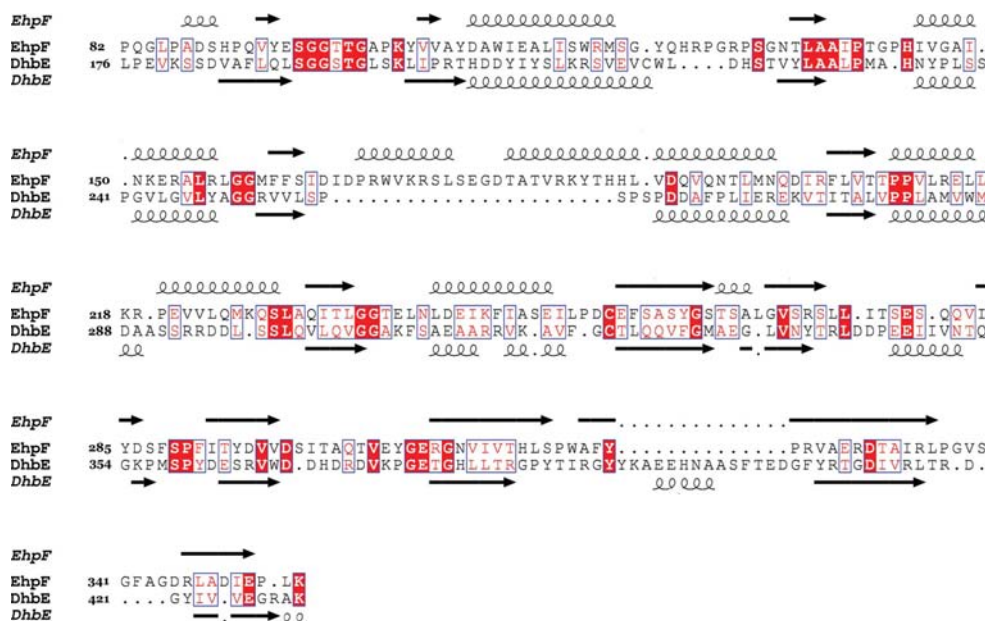 EhpF
EhpF 82 PQGLPADSHPQVYESGGTTGAPKYVVAYDAWIEALISWRMSG.YQHRPGRPSGNTLAAIPTGPHIVGAI.
DhbE 176 LPEVKSSDVAFLQLSGGSTGLSKLIPRTHDDYIYSLKRSVEVCWL....DHSTVYLAALPMA.HNYPLSS
DhbE
EhpF
EhpF 150 .NKERALRLGGMFFSIDIDPRWVKRSLSEGDTATVRKYTHHL.VDQVQNTLMNQDIRFLVTTPPVLRELL
DhbE 241 PGVLGVLYAGGRVVLSP..........................SPSPDDAFPLIEREKVTITALVPPLAMVWM
DhbE
EhpF
EhpF 218 KR.PEVVLQMKQSLAQITLGGTELNLDEIKFIASEILPDCEFSASYGSTSALGVSRSLL.ITSES.QQVI
DhbE 288 DAASSRRDDL.SSLQVLQVGGAKFSAEAARRVK.AVF.GCTLQQVFGMAEG.LVNYTRLDDPEEIIVNTQ
DhbE
EhpF
EhpF 285 YDSFSPFITYDVVDSITAQTVEYGERGNVIVTHLSPWAFY..............PRVAERDTAIRLPGVS
DhbE 354 GKPMSPYDESRVWD.DHDRDVKPGETGHLLTRGPYTIRGYYKAEEHNAASFTEDGFYRTGDIVRLTR.D.
DhbE
EhpF
EhpF 341 GFAGDRLADIEP.LK
DhbE 421 ....GYIV.VEGRAK
DhbE